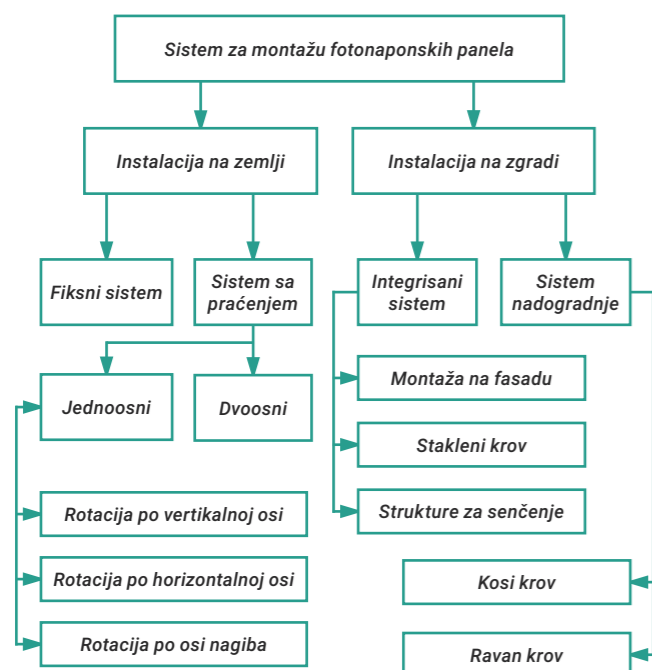 Sistem za montažu fotonaponskih panela
Instalacija na zemlji
Instalacija na zgradi
Fiksni sistem
Sistem sa
praćenjem
Integrisani
sistem
Sistem
nadogradnje
Jednoosni
Dvoosni
Montaža na fasadu
Stakleni krov
Strukture za senčenje
Rotacija po vertikalnoj osi
Rotacija po horizontalnoj osi
Rotacija po osi nagiba
Kosi krov
Ravan krov